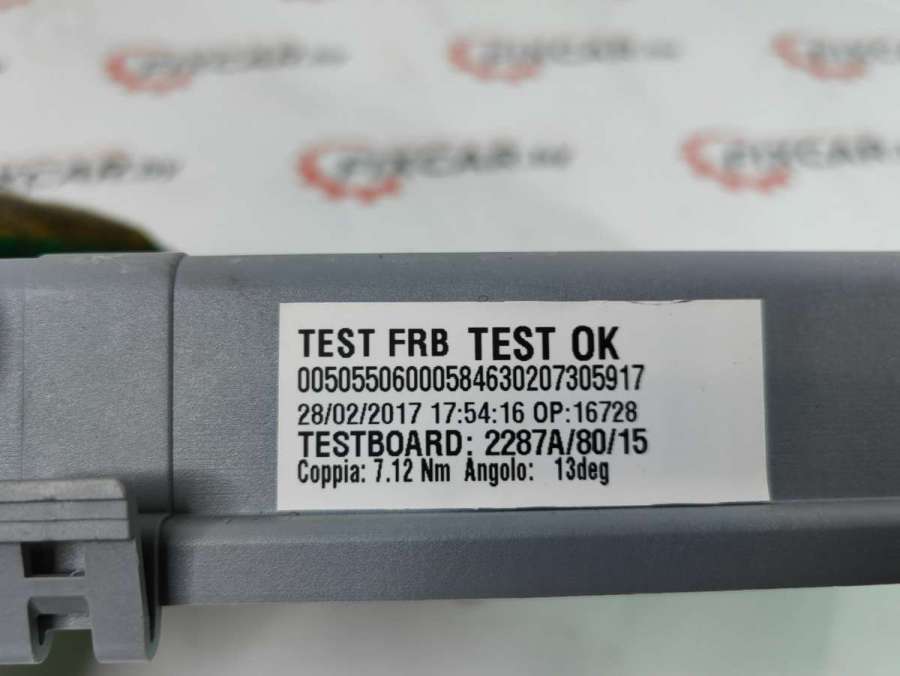 TEST FRB TEST OK
00505506000584630207305917
28/02/2017 17:54:16 OP:16728
TESTBOARD: 2287A/80/15
Coppia: 7.12 Nm Angolo: 13deg